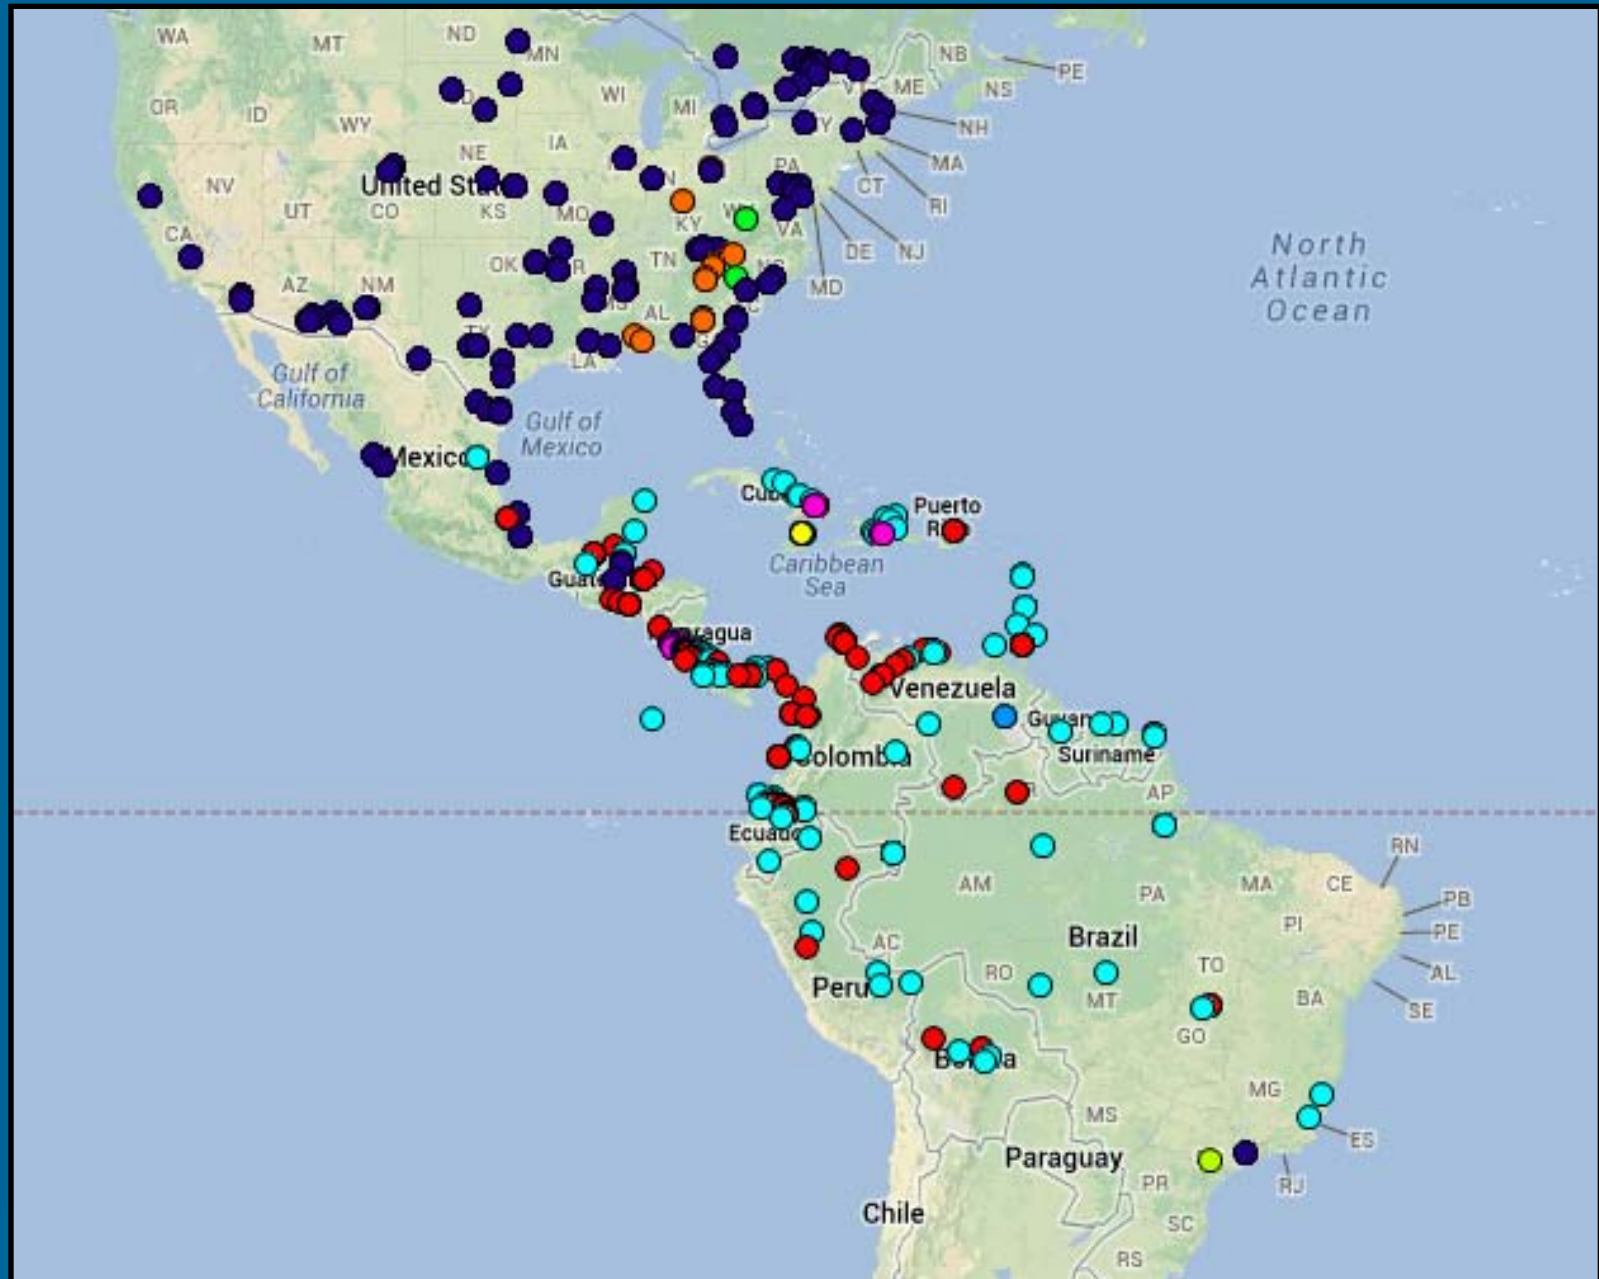 WA
MT
ND
MN
NB
PE
OR
ID
WY
WI
MI
ME
NS
NH
NE
IA
PA
MA
NV
United
UT
CO
KS
MO
KY
CT
RI
CA
VA
DE
NJ
North
Atlantic
Ocean
AZ
NM
OK
TN
MD
AL
TX
LA
Gulf of
California
Gulf of
Mexico
Mexico
Puerto
Caribbean
Sea
Venezuela
Suriname
AP
RN
AM
PA
MA
CE
PB
PI
PE
AC
Brazil
AL
Peru
RO
MT
TO
BA
SE
GO
MG
MS
ES
Paraguay
PR
RJ
Chile
SC
RS